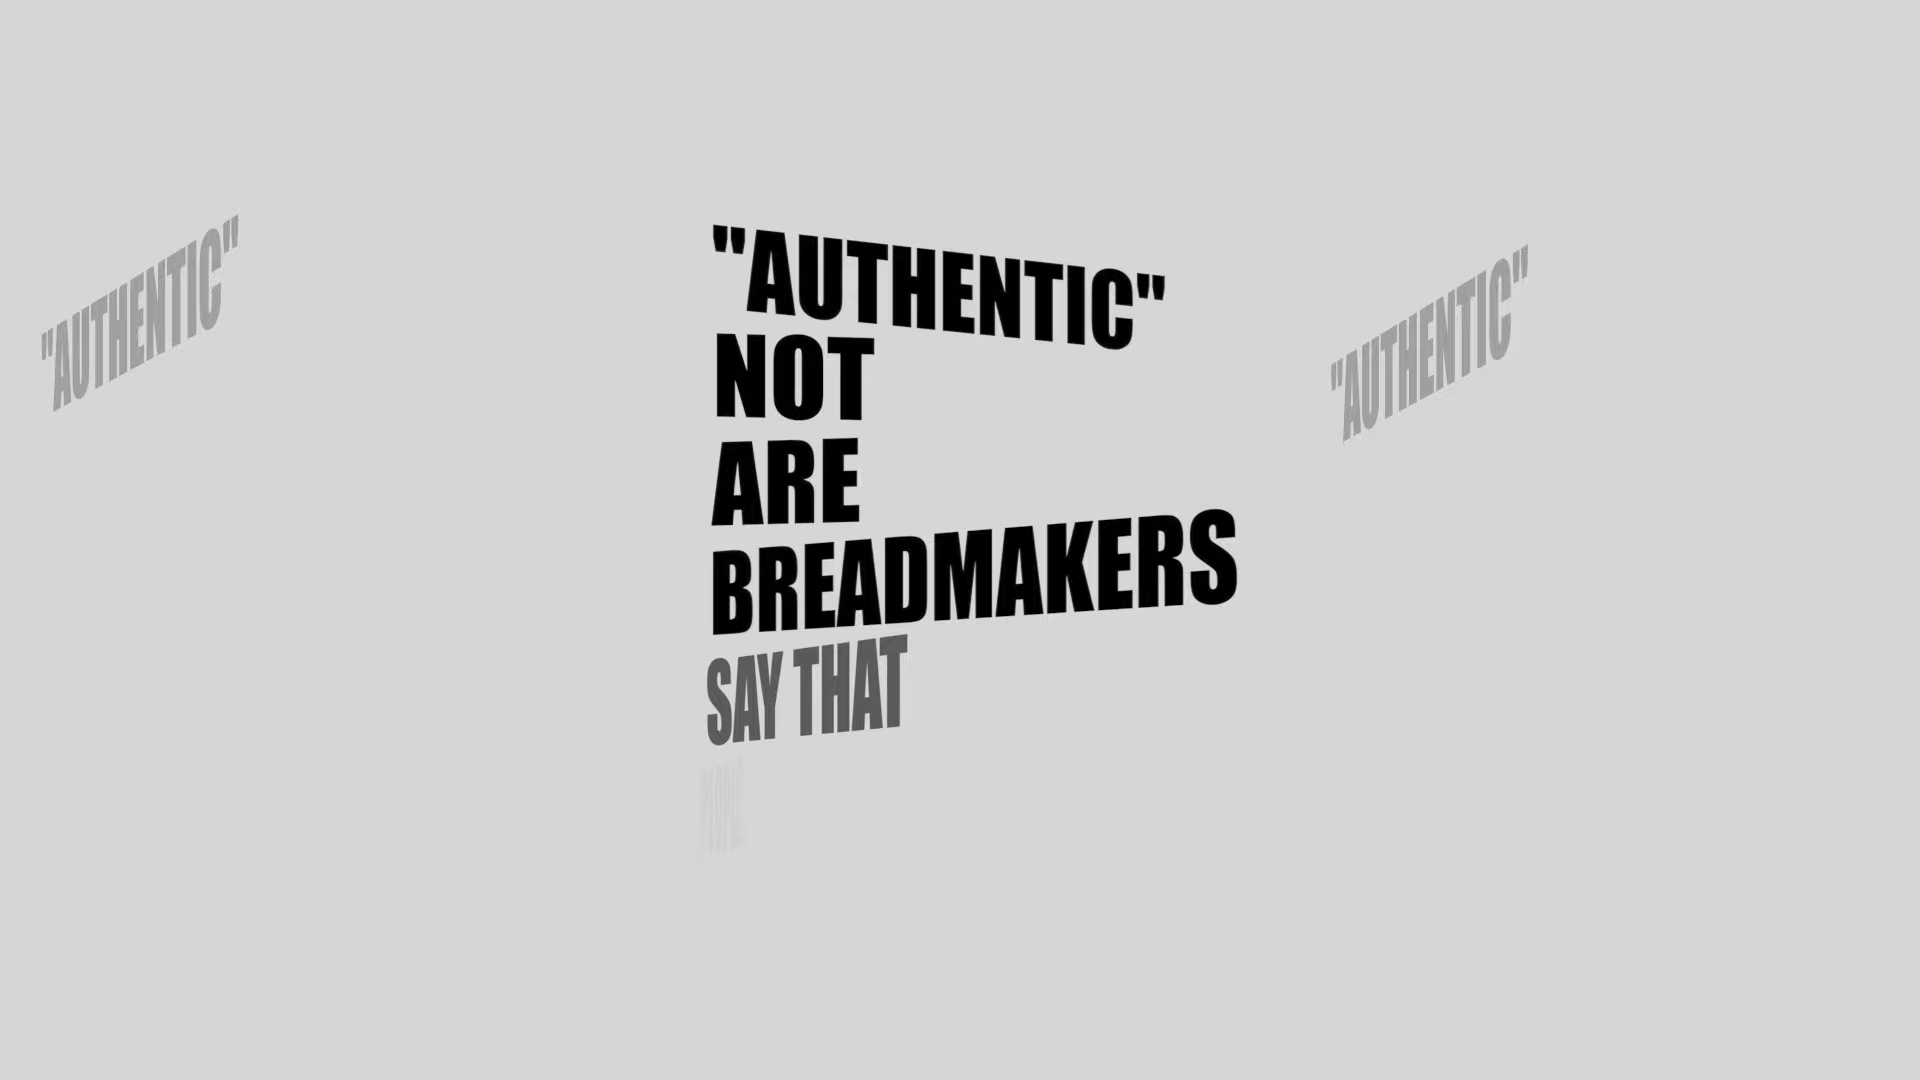 "AUTHENTIC"
"AUTHENTIC"
NOT
ARE
BREADMAKERS
SAY THAT
"AUTHENTIC"